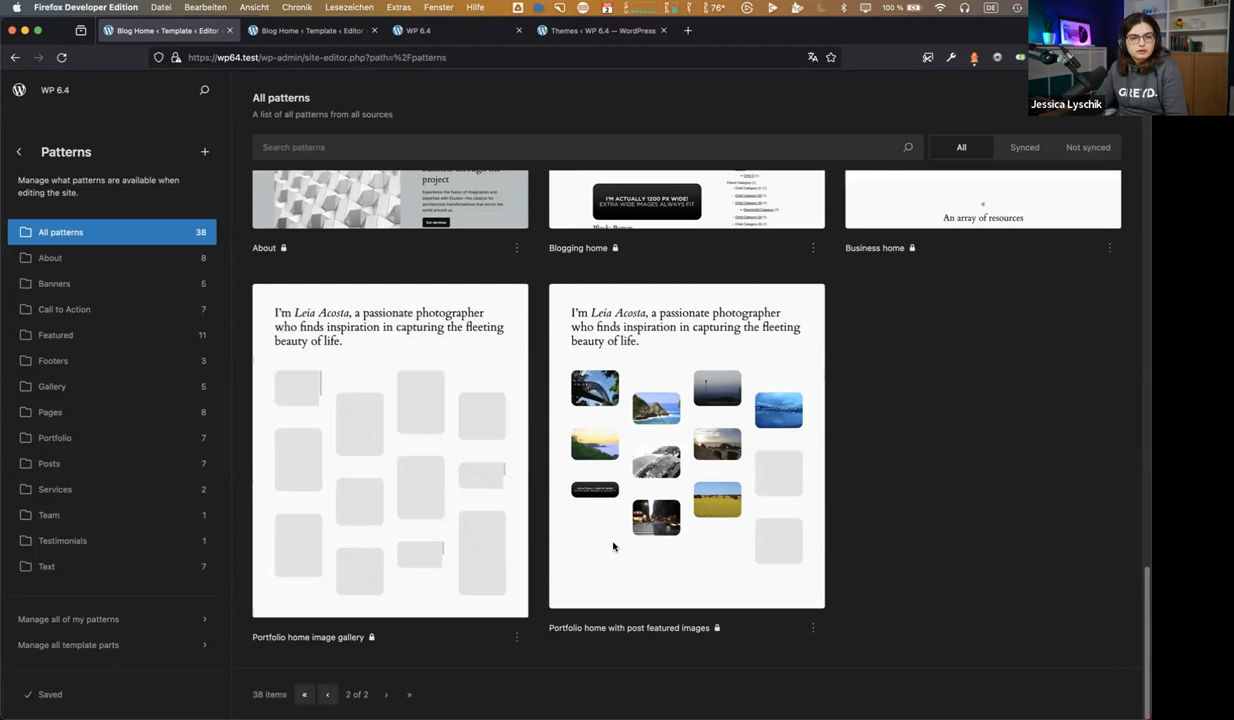 Firefox Developer Edition Datei Bearbeiten Ansicht Chronik Lesezeichen Extras Fenster Hilfe 76° 100 % DE
Blog Home ‹ Template ‹ Editor
Blog Home ‹ Template ‹ Editor
WP 6.4
Themes ‹ WP 6.4 — WordPress
https://wp64.test/wp-admin/site-editor.php?path=%2Fpatterns
GREYD.
Jessica Lyschik
WP 6.4
Patterns
Manage what patterns are available when
editing the site.
All patterns 38
About 8
Banners 5
Call to Action 7
Featured 11
Footers 3
Gallery 5
Pages 8
Portfolio 7
Posts 7
Services 2
Team 1
Testimonials 1
Text 7
Manage all of my patterns
Manage all template parts
Saved
All patterns
A list of all patterns from all sources
Search patterns
All Synced Not synced
project
Our services
I'M ACTUALLY 1200 PX WIDE!
EXTRA WIDE IMAGES ALWAYS FIT
An array of resources
About
Blogging home
Business home
I'm Leia Acosta, a passionate photographer
who finds inspiration in capturing the fleeting
beauty of life.
I'm Leia Acosta, a passionate photographer
who finds inspiration in capturing the fleeting
beauty of life.
Portfolio home image gallery
Portfolio home with post featured images
38 items « ‹ 2 of 2 › »